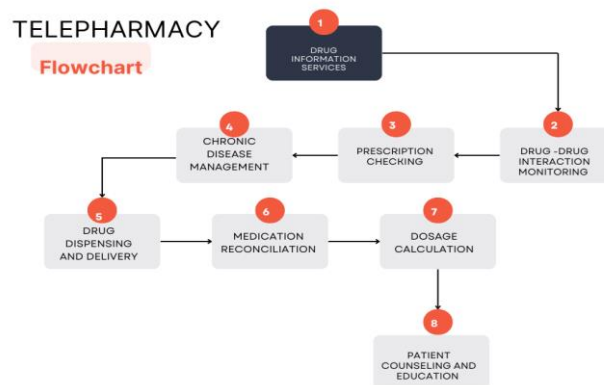 TELEPHARMACY
Flowchart
1
DRUG
INFORMATION
SERVICES
2
DRUG -DRUG
INTERACTION
MONITORING
3
PRESCRIPTION
CHECKING
4
CHRONIC
DISEASE
MANAGEMENT
5
DRUG
DISPENSING
AND DELIVERY
6
MEDICATION
RECONCILIATION
7
DOSAGE
CALCULATION
8
PATIENT
COUNSELING AND
EDUCATION